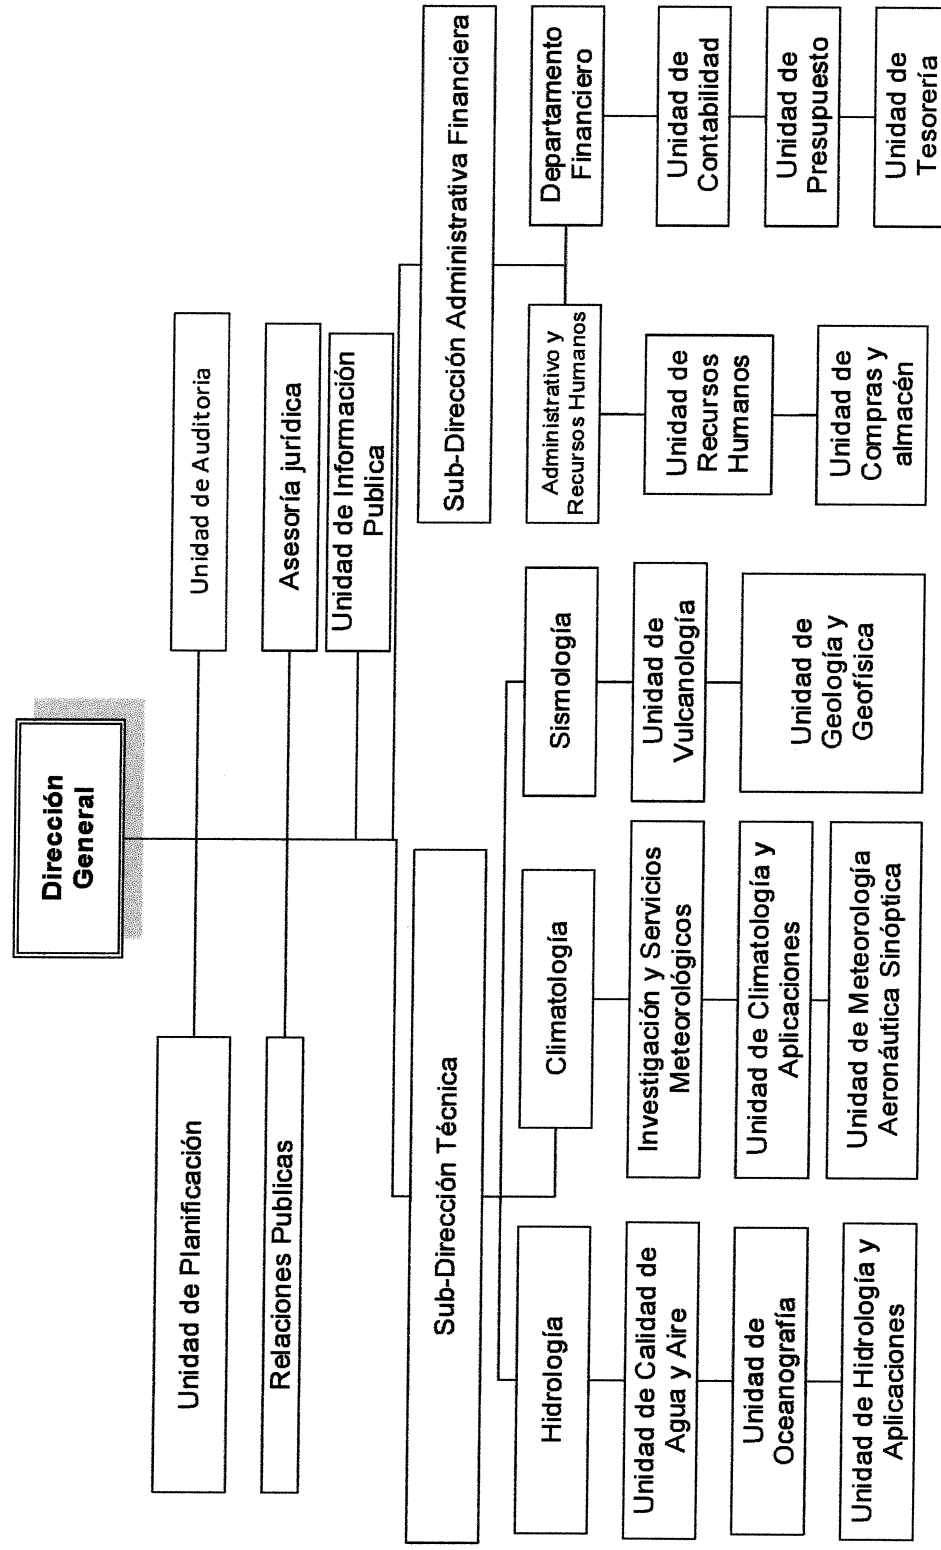 Dirección
General
Unidad de Planificación
Unidad de Auditoria
Relaciones Publicas
Asesoría jurídica
Unidad de Información
Publica
Sub-Dirección Técnica
Sub-Dirección Administrativa Financiera
Hidrología
Climatología
Sismología
Administrativo y
Recursos Humanos
Departamento
Financiero
Unidad de Calidad de
Agua y Aire
Investigación y Servicios
Meteorológicos
Unidad de
Vulcanología
Unidad de
Recursos
Humanos
Unidad de
Contabilidad
Unidad de
Oceanografía
Unidad de Climatología y
Aplicaciones
Unidad de
Geología y
Geofísica
Unidad de
Compras y
almacén
Unidad de
Presupuesto
Unidad de Hidrología y
Aplicaciones
Unidad de Meteorología
Aeronáutica Sinóptica
Unidad de
Tesorería